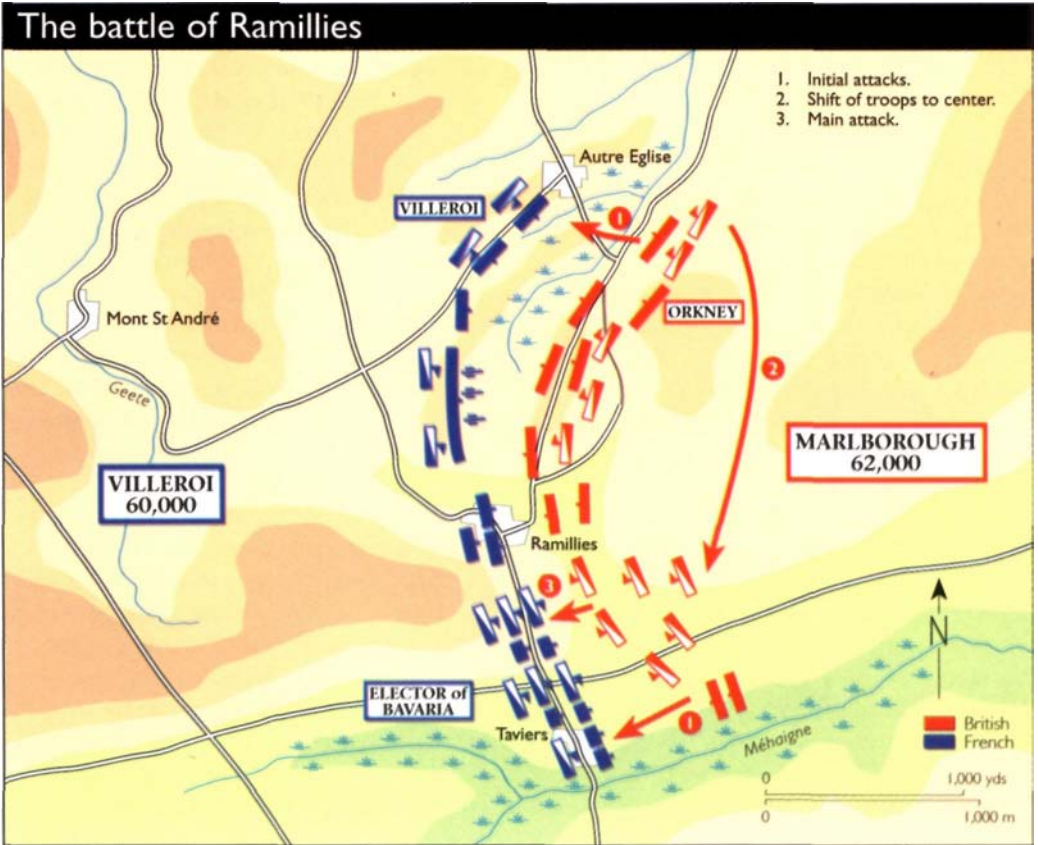 The battle of Ramillies
1. Initial attacks.
2. Shift of troops to center.
3. Main attack.
Autre Eglise
VILLEROI
1
ORKNEY
Mont St André
2
Geete
MARLBOROUGH
62,000
VILLEROI
60,000
Ramillies
3
N
ELECTOR of
BAVARIA
Taviers
1
Méhaigne
British
French
0 1,000 yds
0 1,000 m